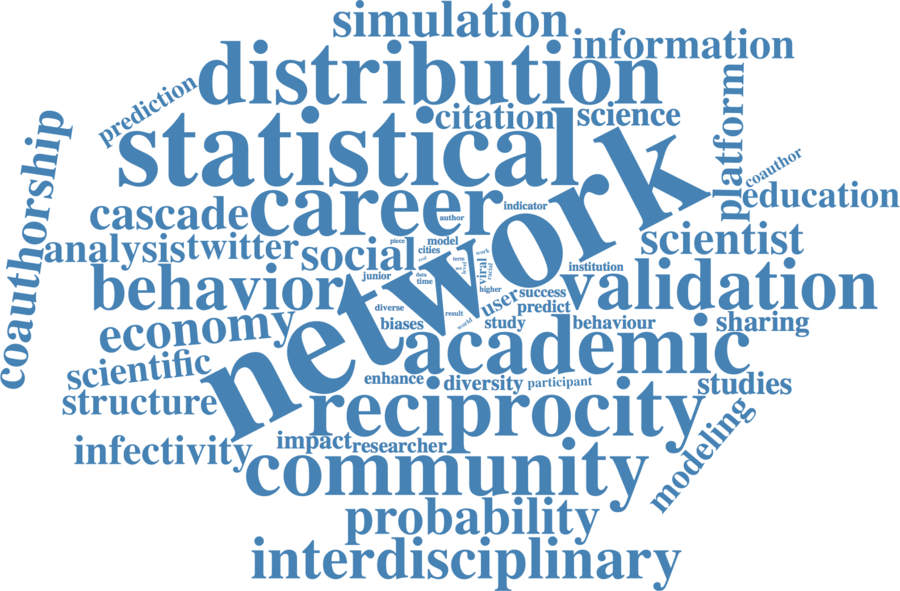 simulation
information
distribution
prediction
citation
science
statistical
platform
coauthorship
coauthor
education
cascade
career
author
indicator
network
analysis
twitter
social
piece
model
cities
work
scientist
term
viral
institution
junior
data
time
level
behavior
higher
user
success
validation
diverse
predict
result
world
economy
biases
study
behaviour
sharing
academic
scientific
enhance
diversity
participant
studies
structure
reciprocity
modeling
infectivity
impact
researcher
community
probability
interdisciplinary